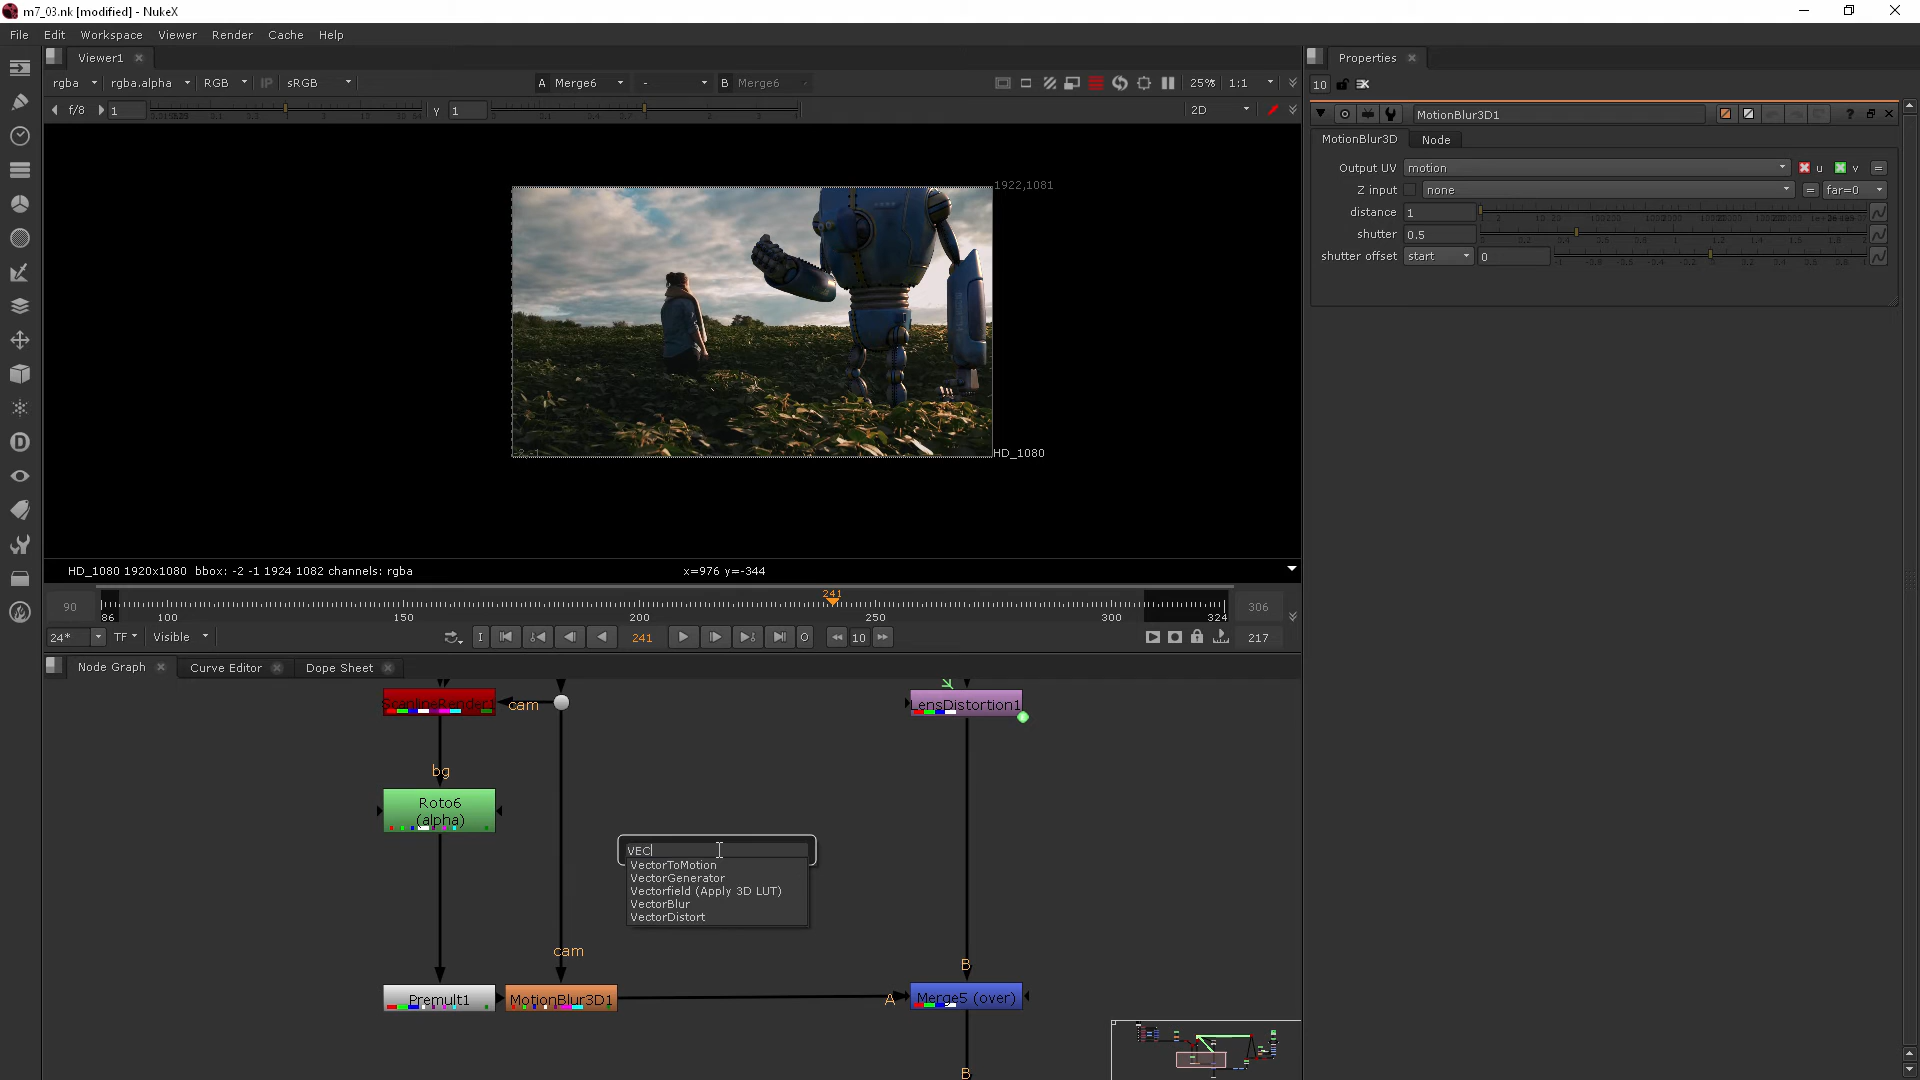 m7_03.nk [modified] - NukeX
File Edit Workspace Viewer Render Cache Help
Viewer1
rgba rgba.alpha RGB IP sRGB A Merge6 - B Merge6 25% 1:1
f/8 1 Y 1 2D
1922,1081
-2,-1
HD_1080
HD_1080 1920x1080 bbox: -2 -1 1924 1082 channels: rgba x=976 y=-344
90 86 100 150 200 241 250 300 324 306
24* TF Visible I 241 O 10 217
Node Graph Curve Editor Dope Sheet
ScanlineRender1
cam
LensDistortion1
bg
Roto6
(alpha)
VEC
VectorToMotion
VectorGenerator
Vectorfield (Apply 3D LUT)
VectorBlur
VectorDistort
cam
B
Premult1
MotionBlur3D1
A
Merge5 (over)
B
Properties
10
MotionBlur3D1
MotionBlur3D Node
Output UV motion u v =
Z input none = far=0
distance 1
shutter 0.5
shutter offset start 0